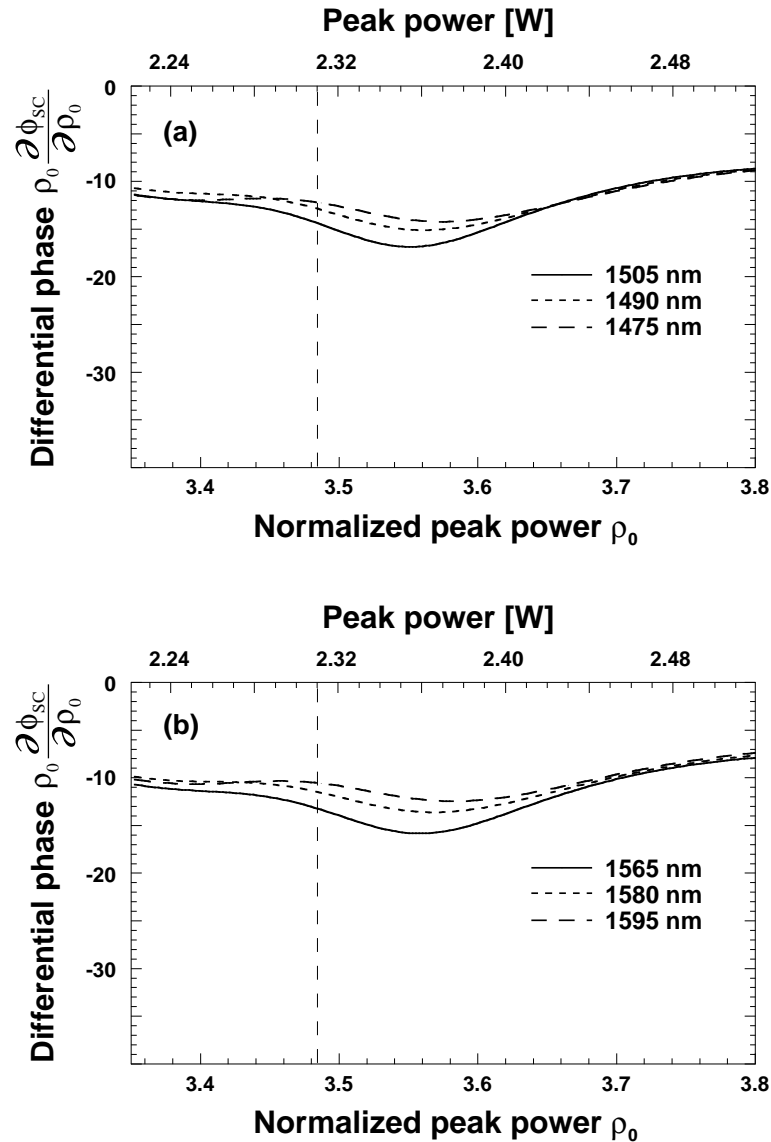 Peak power [W]
2.24 2.32 2.40 2.48
0
-10
-20
-30
Differential phase ρ₀ ∂ϕSC/∂ρ₀
(a)
1505 nm
1490 nm
1475 nm
3.4 3.5 3.6 3.7 3.8
Normalized peak power ρ₀
Peak power [W]
2.24 2.32 2.40 2.48
0
-10
-20
-30
Differential phase ρ₀ ∂ϕSC/∂ρ₀
(b)
1565 nm
1580 nm
1595 nm
3.4 3.5 3.6 3.7 3.8
Normalized peak power ρ₀